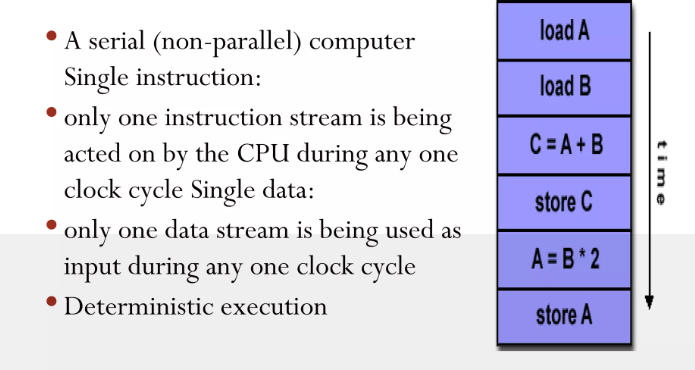 • A serial (non-parallel) computer
Single instruction:
• only one instruction stream is being
acted on by the CPU during any one
clock cycle Single data:
• only one data stream is being used as
input during any one clock cycle
• Deterministic execution
load A
load B
C = A + B
store C
A = B * 2
store A
time